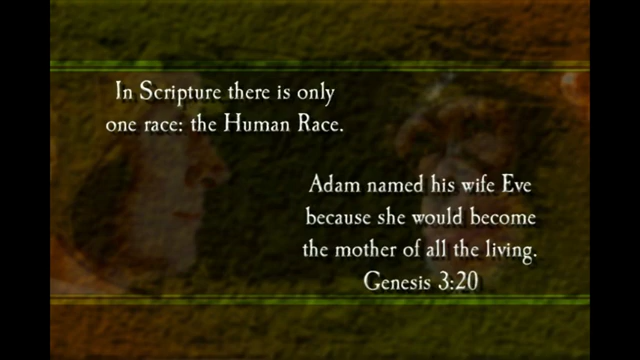 In Scripture there is only
one race: the Human Race.
Adam named his wife Eve
because she would become
the mother of all the living.
Genesis 3:20